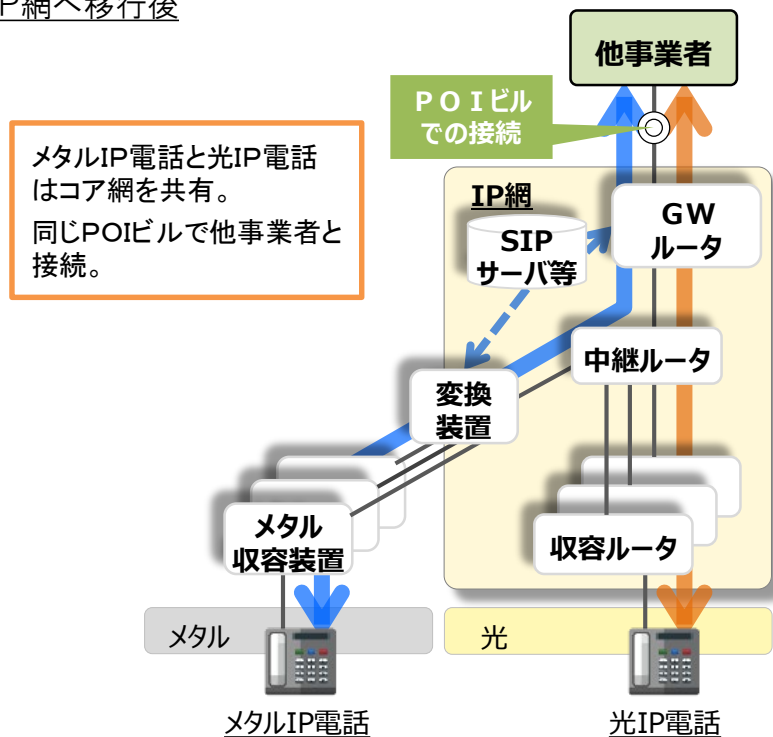 P網へ移行後
他事業者
ＰＯＩビル
での接続
メタルIP電話と光IP電話
はコア網を共有。
同じPOIビルで他事業者と
接続。
IP網
SIP
サーバ等
GW
ルータ
中継ルータ
変換
装置
メタル
収容装置
収容ルータ
メタル
光
メタルIP電話
光IP電話